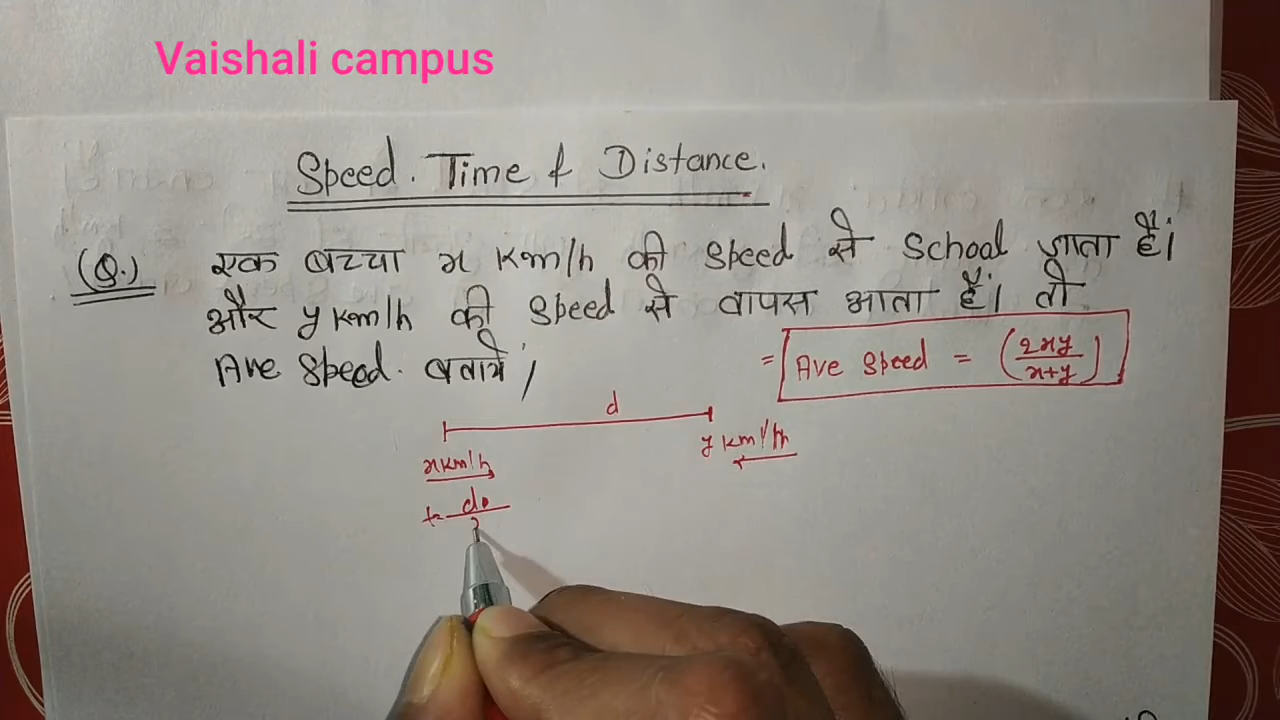 Vaishali campus
Speed. Time & Distance.
(Q.) एक बच्चा x Km/h की speed से School जाता है।
और y Km/h की speed से वापस आता है। तो
Ave Speed. बताये।
= Ave Speed = (2xy/x+y)
d
x Km/h
y km/h
t =